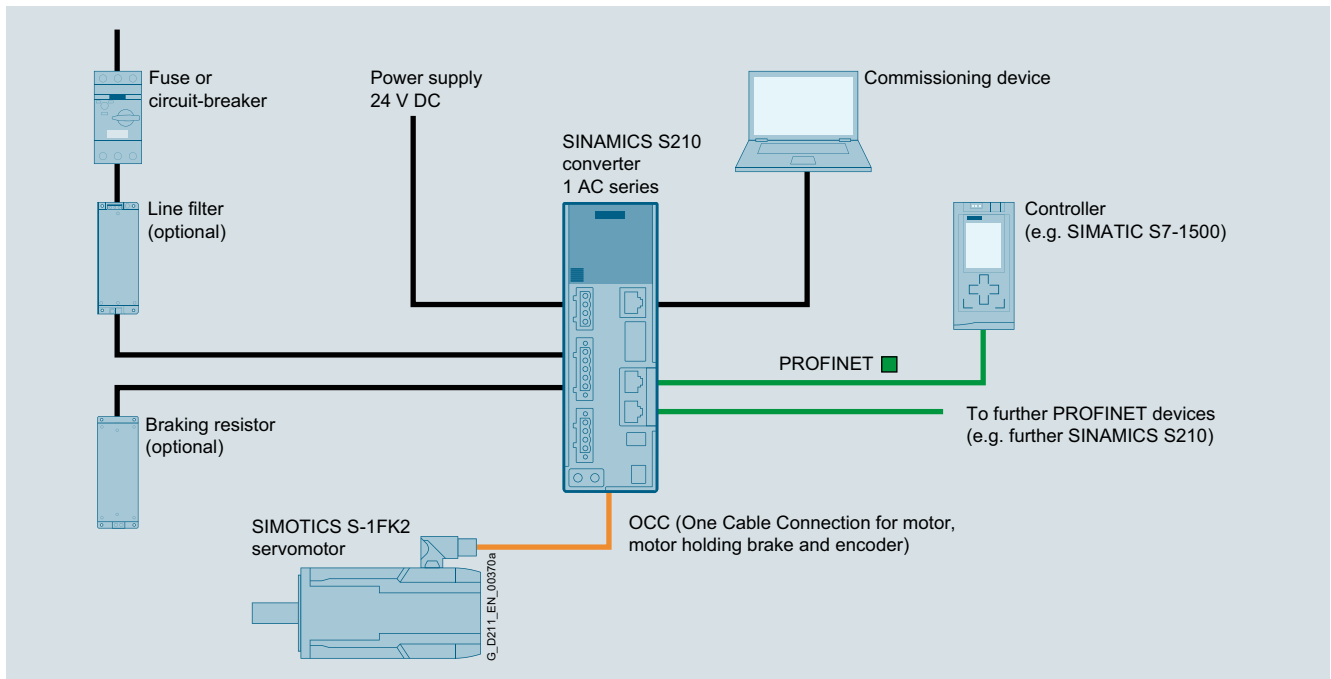 Fuse or
circuit-breaker
Power supply
24 V DC
Commissioning device
SINAMICS S210
converter
1 AC series
Line filter
(optional)
Controller
(e.g. SIMATIC S7-1500)
PROFINET
To further PROFINET devices
(e.g. further SINAMICS S210)
Braking resistor
(optional)
SIMOTICS S-1FK2
servomotor
OCC (One Cable Connection for motor,
motor holding brake and encoder)
G_D211_EN_00370a